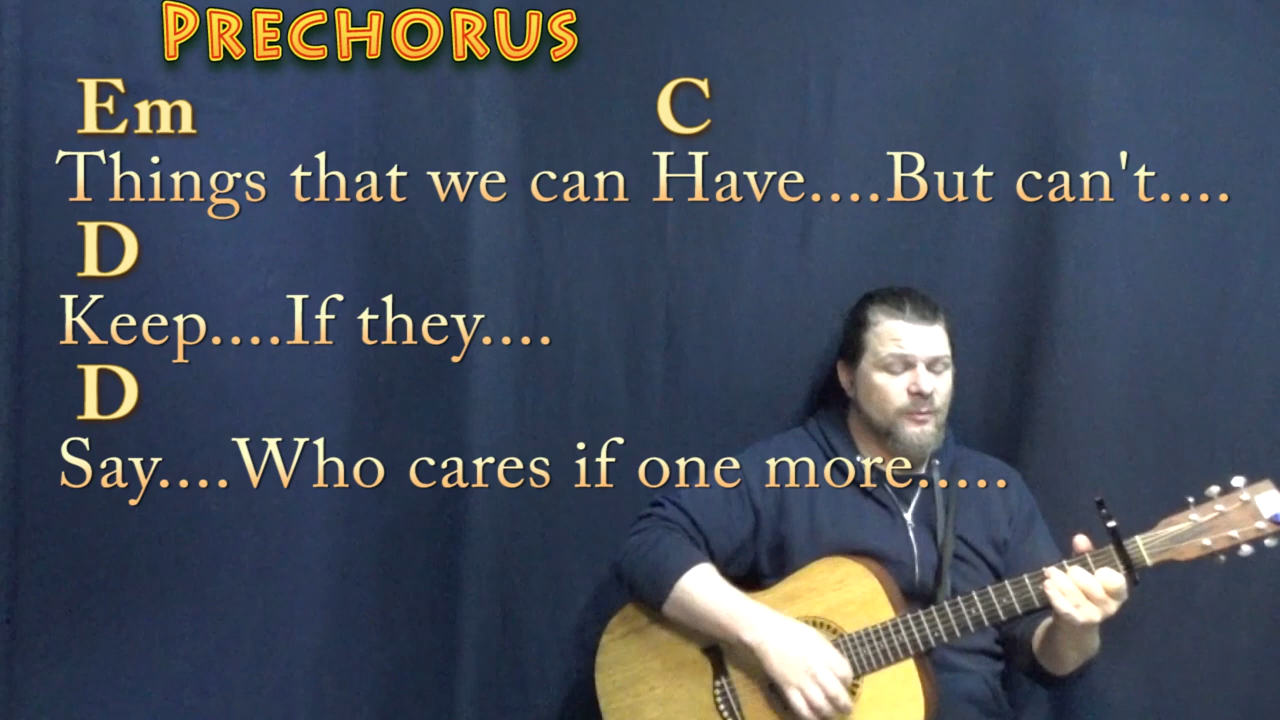 PRECHORUS
Em C
Things that we can Have....But can't....
D
Keep....If they....
D
Say....Who cares if one more.....